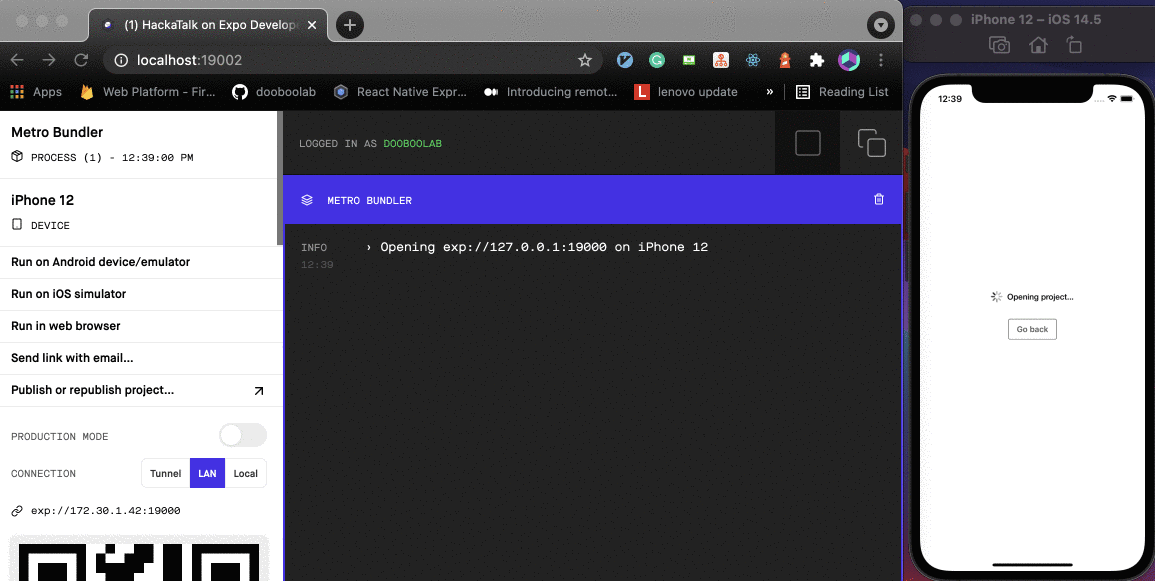 (1) HackaTalk on Expo Develope
localhost:19002
Apps
Web Platform - Fir...
dooboolab
React Native Expr...
Introducing remot...
L
lenovo update
»
Reading List
Metro Bundler
PROCESS (1) - 12:39:00 PM
iPhone 12
DEVICE
Run on Android device/emulator
Run on iOS simulator
Run in web browser
Send link with email...
Publish or republish project...
PRODUCTION MODE
CONNECTION
Tunnel
LAN
Local
exp://172.30.1.42:19000
LOGGED IN AS DOOBOOLAB
METRO BUNDLER
INFO
› Opening exp://127.0.0.1:19000 on iPhone 12
12:39
iPhone 12 – iOS 14.5
12:39
Opening project...
Go back